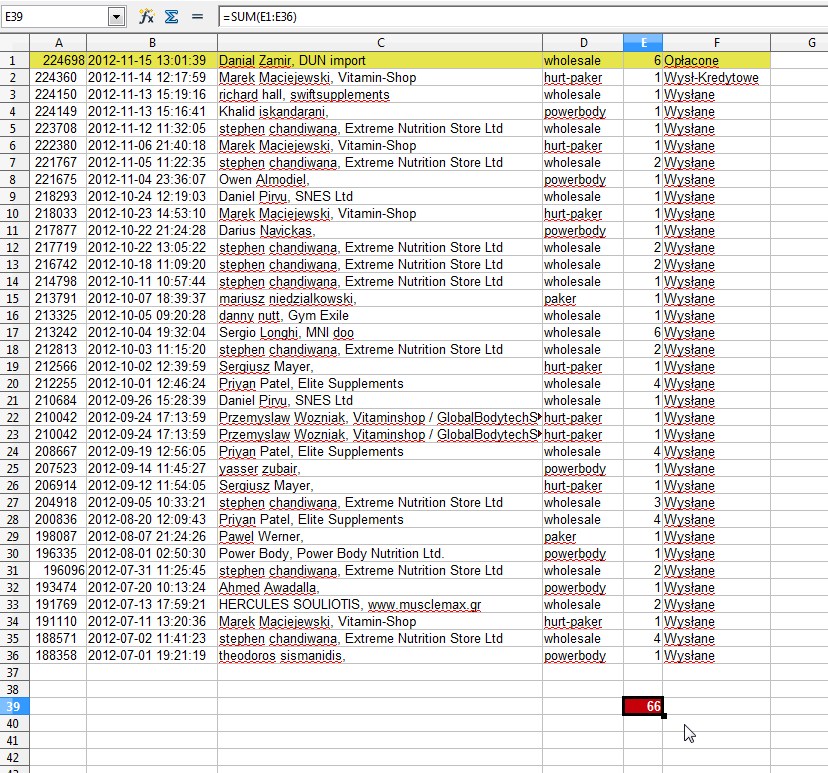 E39 =SUM(E1:E36)
A B C D E F G
1 224698 2012-11-15 13:01:39 Danial Zamir, DUN import wholesale 6 Opłacone
2 224360 2012-11-14 12:17:59 Marek Maciejewski, Vitamin-Shop hurt-paker 1 Wysł-Kredytowe
3 224150 2012-11-13 15:19:16 richard hall, swiftsupplements wholesale 1 Wysłane
4 224149 2012-11-13 15:16:41 Khalid iskandarani, powerbody 1 Wysłane
5 223708 2012-11-12 11:32:05 stephen chandiwana, Extreme Nutrition Store Ltd wholesale 1 Wysłane
6 222380 2012-11-06 21:40:18 Marek Maciejewski, Vitamin-Shop hurt-paker 1 Wysłane
7 221767 2012-11-05 11:22:35 stephen chandiwana, Extreme Nutrition Store Ltd wholesale 2 Wysłane
8 221675 2012-11-04 23:36:07 Owen Almodiel, powerbody 1 Wysłane
9 218293 2012-10-24 12:19:03 Daniel Pirvu, SNES Ltd wholesale 1 Wysłane
10 218033 2012-10-23 14:53:10 Marek Maciejewski, Vitamin-Shop hurt-paker 1 Wysłane
11 217877 2012-10-22 21:24:28 Darius Navickas, powerbody 1 Wysłane
12 217719 2012-10-22 13:05:22 stephen chandiwana, Extreme Nutrition Store Ltd wholesale 2 Wysłane
13 216742 2012-10-18 11:09:20 stephen chandiwana, Extreme Nutrition Store Ltd wholesale 2 Wysłane
14 214798 2012-10-11 10:57:44 stephen chandiwana, Extreme Nutrition Store Ltd wholesale 1 Wysłane
15 213791 2012-10-07 18:39:37 mariusz niedzialkowski, paker 1 Wysłane
16 213325 2012-10-05 09:20:28 danny nutt, Gym Exile wholesale 1 Wysłane
17 213242 2012-10-04 19:32:04 Sergio Longhi, MNI doo wholesale 6 Wysłane
18 212813 2012-10-03 11:15:20 stephen chandiwana, Extreme Nutrition Store Ltd wholesale 2 Wysłane
19 212566 2012-10-02 12:39:59 Sergiusz Mayer, hurt-paker 1 Wysłane
20 212255 2012-10-01 12:46:24 Priyan Patel, Elite Supplements wholesale 4 Wysłane
21 210684 2012-09-26 15:28:39 Daniel Pirvu, SNES Ltd wholesale 1 Wysłane
22 210042 2012-09-24 17:13:59 Przemyslaw Wozniak, Vitaminshop / GlobalBodytechS hurt-paker 1 Wysłane
23 210042 2012-09-24 17:13:59 Przemyslaw Wozniak, Vitaminshop / GlobalBodytechS hurt-paker 1 Wysłane
24 208667 2012-09-19 12:56:05 Priyan Patel, Elite Supplements wholesale 4 Wysłane
25 207523 2012-09-14 11:45:27 yasser zubair, powerbody 1 Wysłane
26 206914 2012-09-12 11:54:05 Sergiusz Mayer, hurt-paker 1 Wysłane
27 204918 2012-09-05 10:33:21 stephen chandiwana, Extreme Nutrition Store Ltd wholesale 3 Wysłane
28 200836 2012-08-20 12:09:43 Priyan Patel, Elite Supplements wholesale 4 Wysłane
29 198087 2012-08-07 21:24:26 Pawel Werner, paker 1 Wysłane
30 196335 2012-08-01 02:50:30 Power Body, Power Body Nutrition Ltd. powerbody 1 Wysłane
31 196096 2012-07-31 11:25:45 stephen chandiwana, Extreme Nutrition Store Ltd wholesale 2 Wysłane
32 193474 2012-07-20 10:13:24 Ahmed Awadalla, powerbody 1 Wysłane
33 191769 2012-07-13 17:59:21 HERCULES SOULIOTIS, www.musclemax.gr wholesale 2 Wysłane
34 191110 2012-07-11 13:20:36 Marek Maciejewski, Vitamin-Shop hurt-paker 1 Wysłane
35 188571 2012-07-02 11:41:23 stephen chandiwana, Extreme Nutrition Store Ltd wholesale 4 Wysłane
36 188358 2012-07-01 19:21:19 theodoros sismanidis, powerbody 1 Wysłane
37
38
39 66
40
41
42